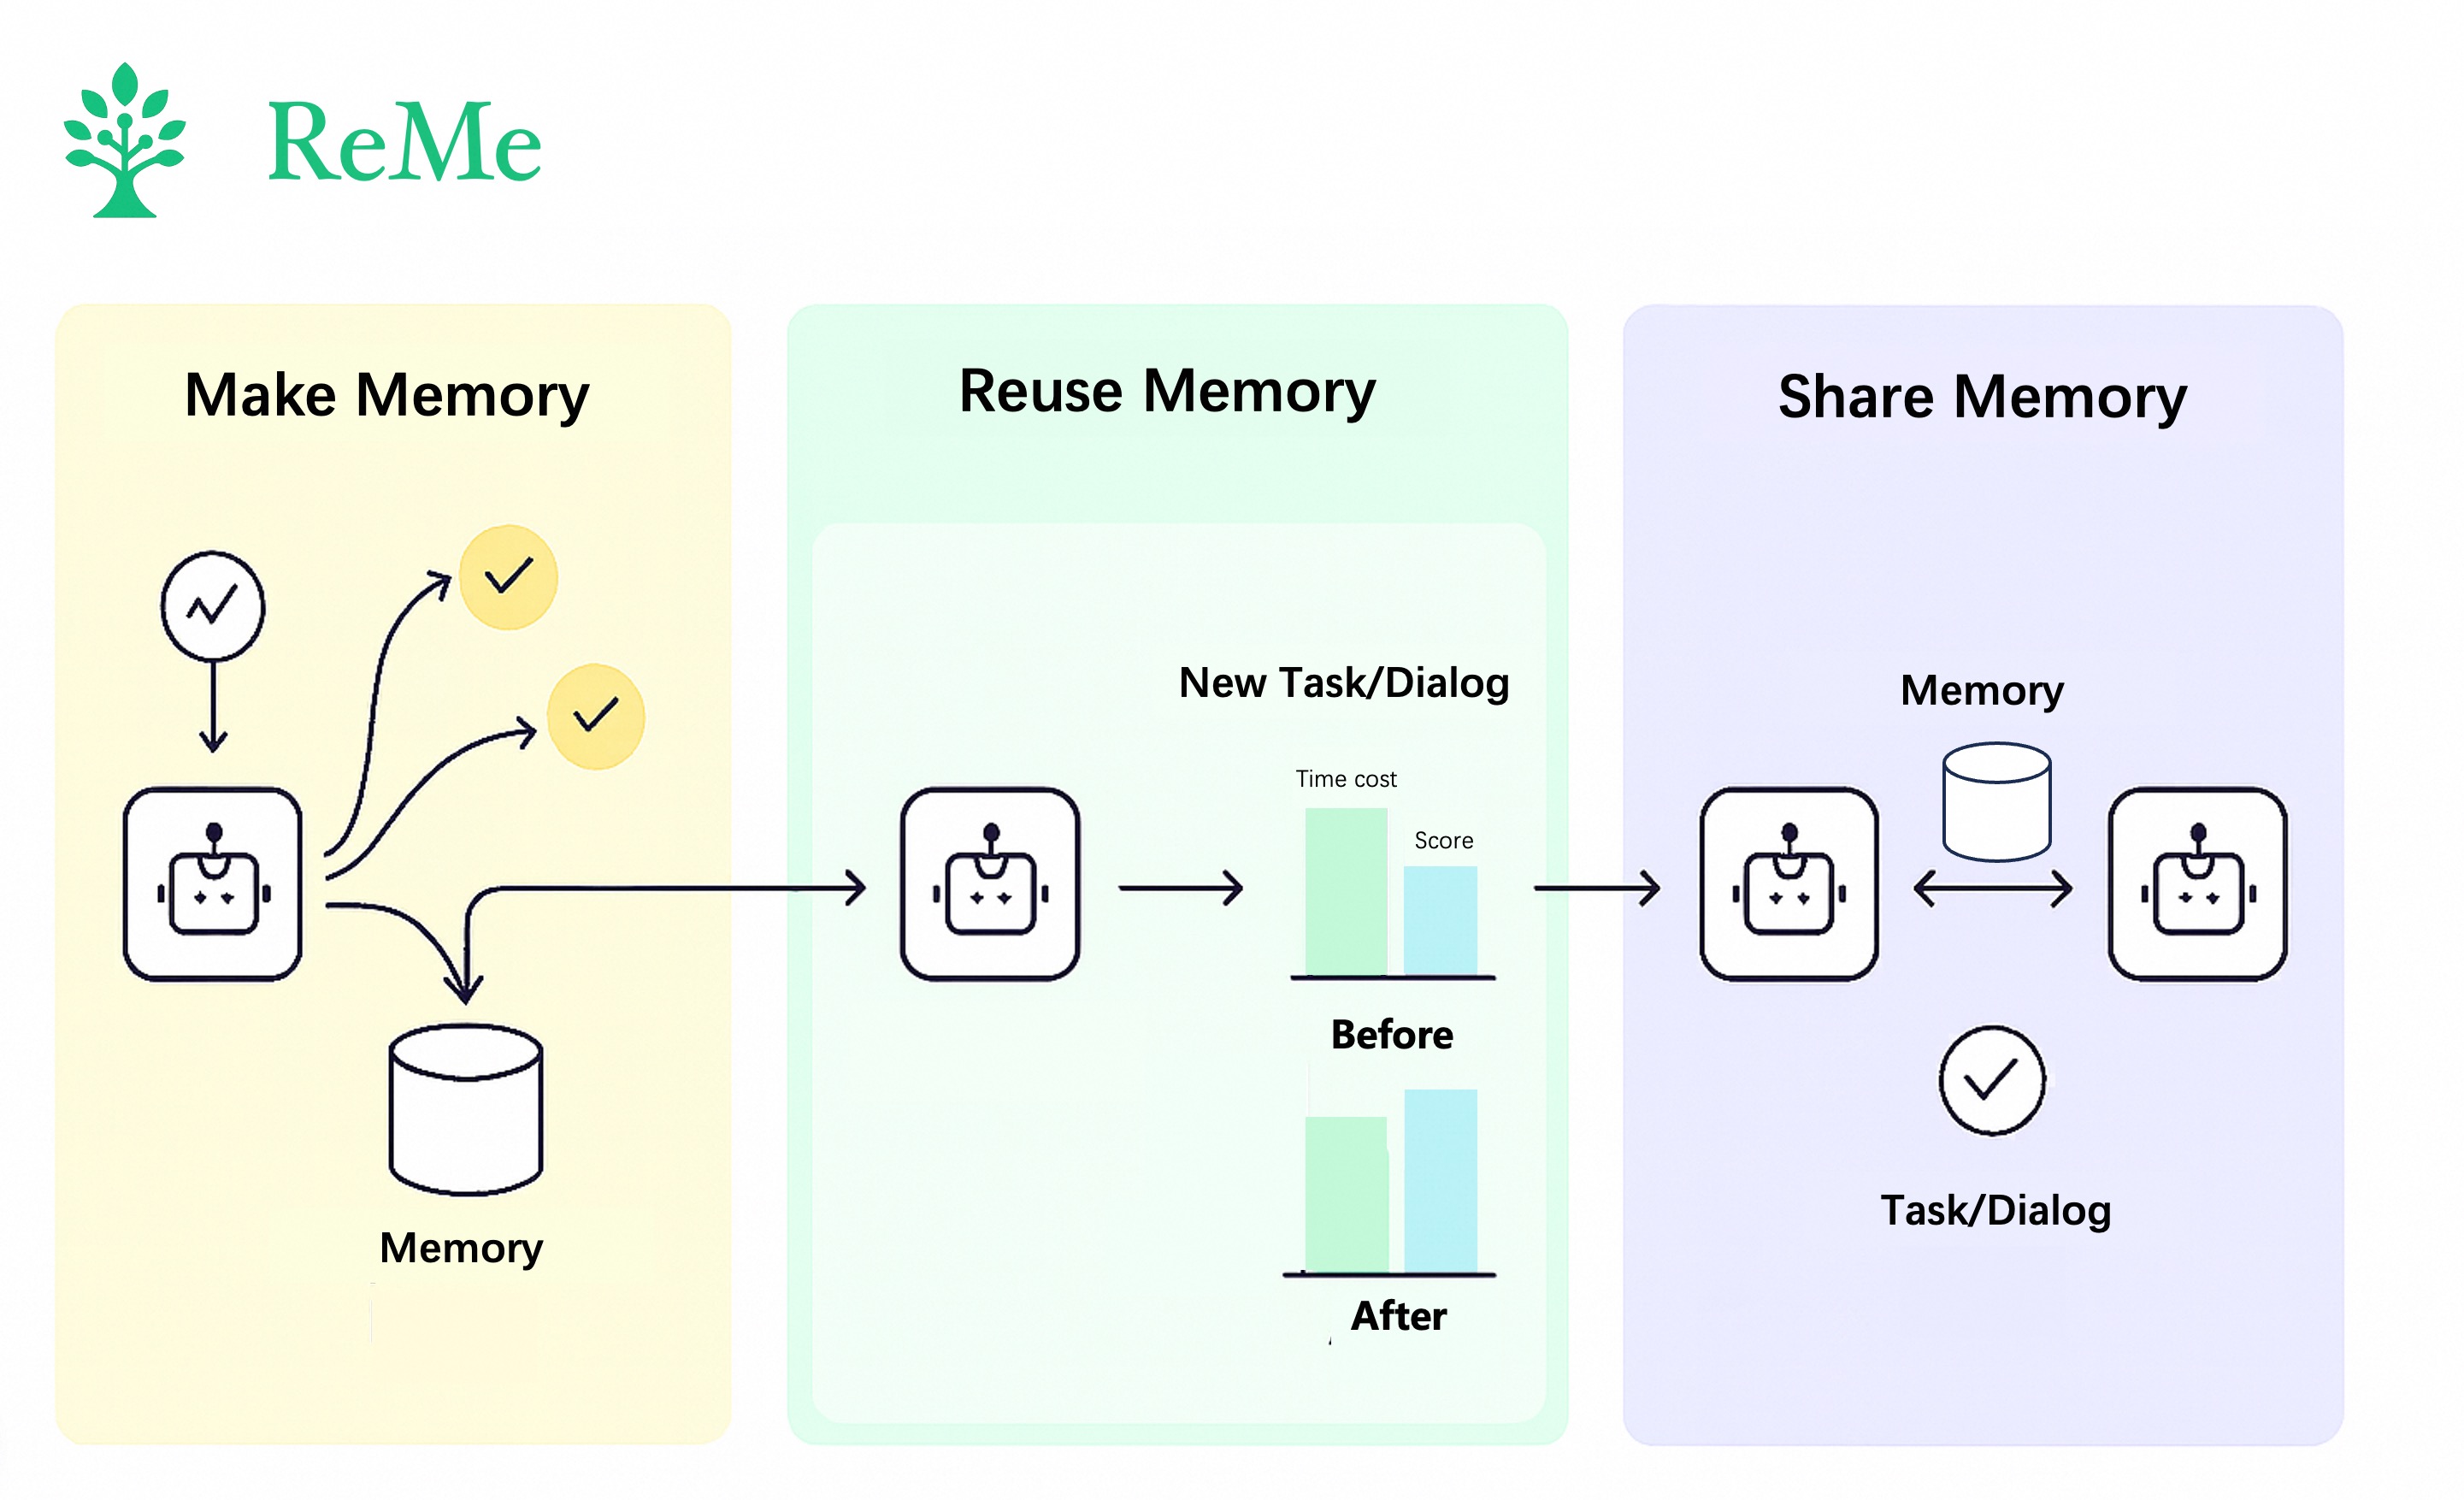 ReMe
Make Memory
Memory
Reuse Memory
New Task/Dialog
Time cost
Score
Before
After
Share Memory
Memory
Task/Dialog